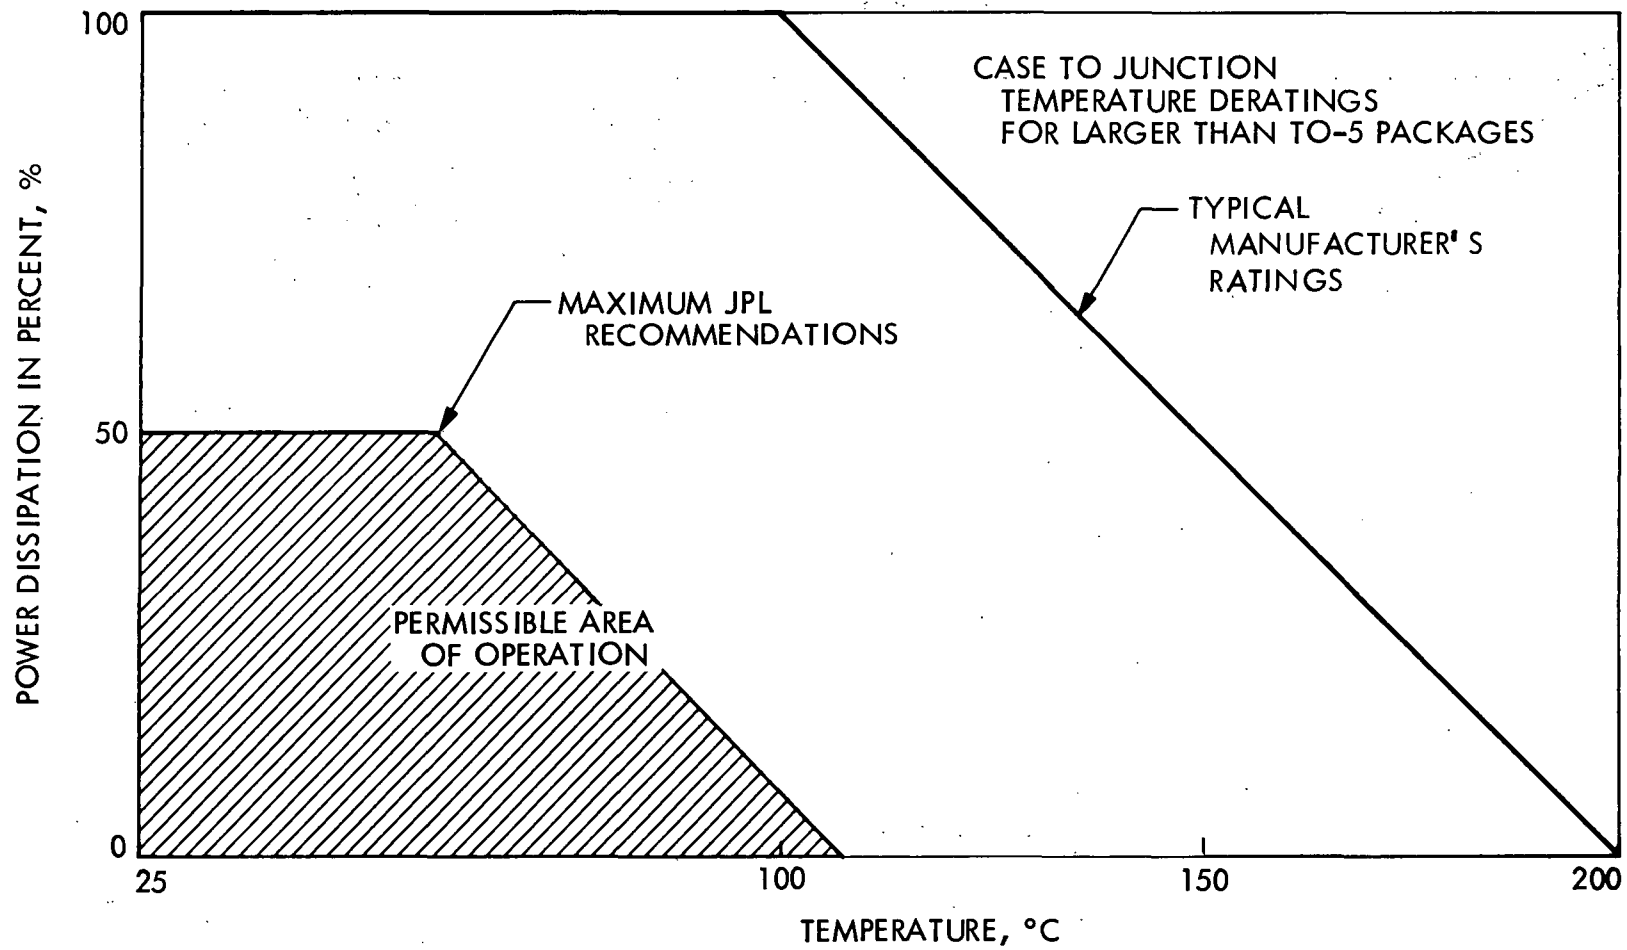 100
CASE TO JUNCTION
TEMPERATURE DERATINGS
FOR LARGER THAN TO-5 PACKAGES
TYPICAL
MANUFACTURER'S
RATINGS
MAXIMUM JPL
RECOMMENDATIONS
POWER DISSIPATION IN PERCENT, %
50
PERMISSIBLE AREA
OF OPERATION
0
25
100
150
200
TEMPERATURE, °C